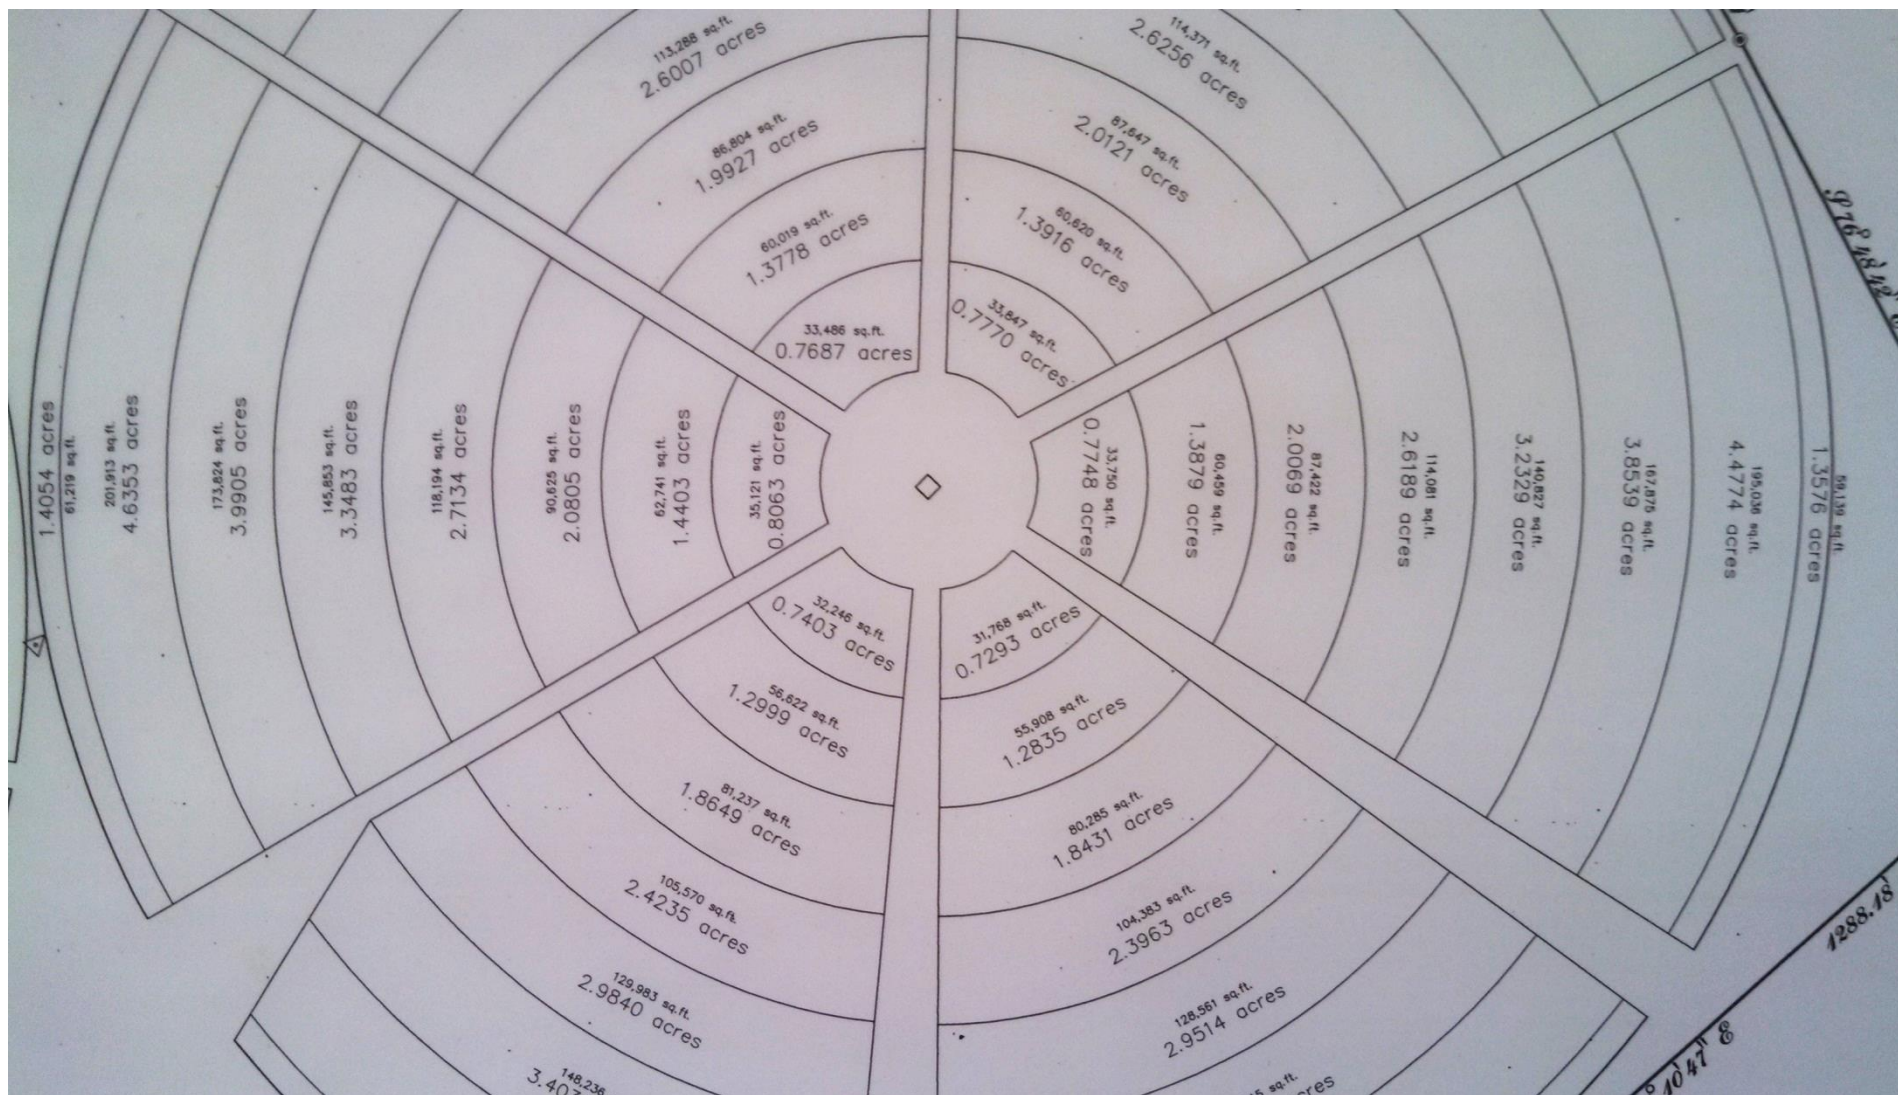 113,288 sq.ft.
2.6007 acres
86,804 sq.ft.
1.9927 acres
60,019 sq.ft.
1.3778 acres
33,486 sq.ft.
0.7687 acres
114,371 sq.ft.
2.6256 acres
87,647 sq.ft.
2.0121 acres
60,620 sq.ft.
1.3916 acres
33,847 sq.ft.
0.7770 acres
1.4054 acres
61,219 sq.ft.
201,913 sq.ft.
4.6353 acres
173,824 sq.ft.
3.9905 acres
145,853 sq.ft.
3.3483 acres
118,194 sq.ft.
2.7134 acres
90,625 sq.ft.
2.0805 acres
62,741 sq.ft.
1.4403 acres
35,121 sq.ft.
0.8063 acres
33,750 sq.ft.
0.7748 acres
60,459 sq.ft.
1.3879 acres
87,422 sq.ft.
2.0069 acres
114,081 sq.ft.
2.6189 acres
140,827 sq.ft.
3.2329 acres
167,875 sq.ft.
3.8539 acres
195,036 sq.ft.
4.4774 acres
59,139 sq.ft.
1.3576 acres
32,246 sq.ft.
0.7403 acres
56,622 sq.ft.
1.2999 acres
81,237 sq.ft.
1.8649 acres
105,570 sq.ft.
2.4235 acres
129,983 sq.ft.
2.9840 acres
148,236
3.403
31,768 sq.ft.
0.7293 acres
55,908 sq.ft.
1.2835 acres
80,285 sq.ft.
1.8431 acres
104,383 sq.ft.
2.3963 acres
128,561 sq.ft.
2.9514 acres
sq.ft.
S 76° 48' 42"
1288.18'
10' 47" E